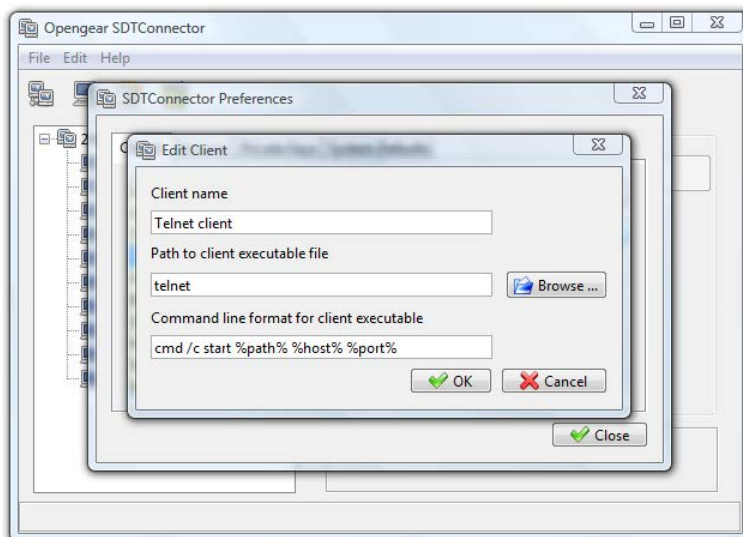 Opengear SDTConnector
File Edit Help
SDTConnector Preferences
2
Edit Client
Client name
Telnet client
Path to client executable file
telnet
Browse ...
Command line format for client executable
cmd /c start %path% %host% %port%
OK
Cancel
Close